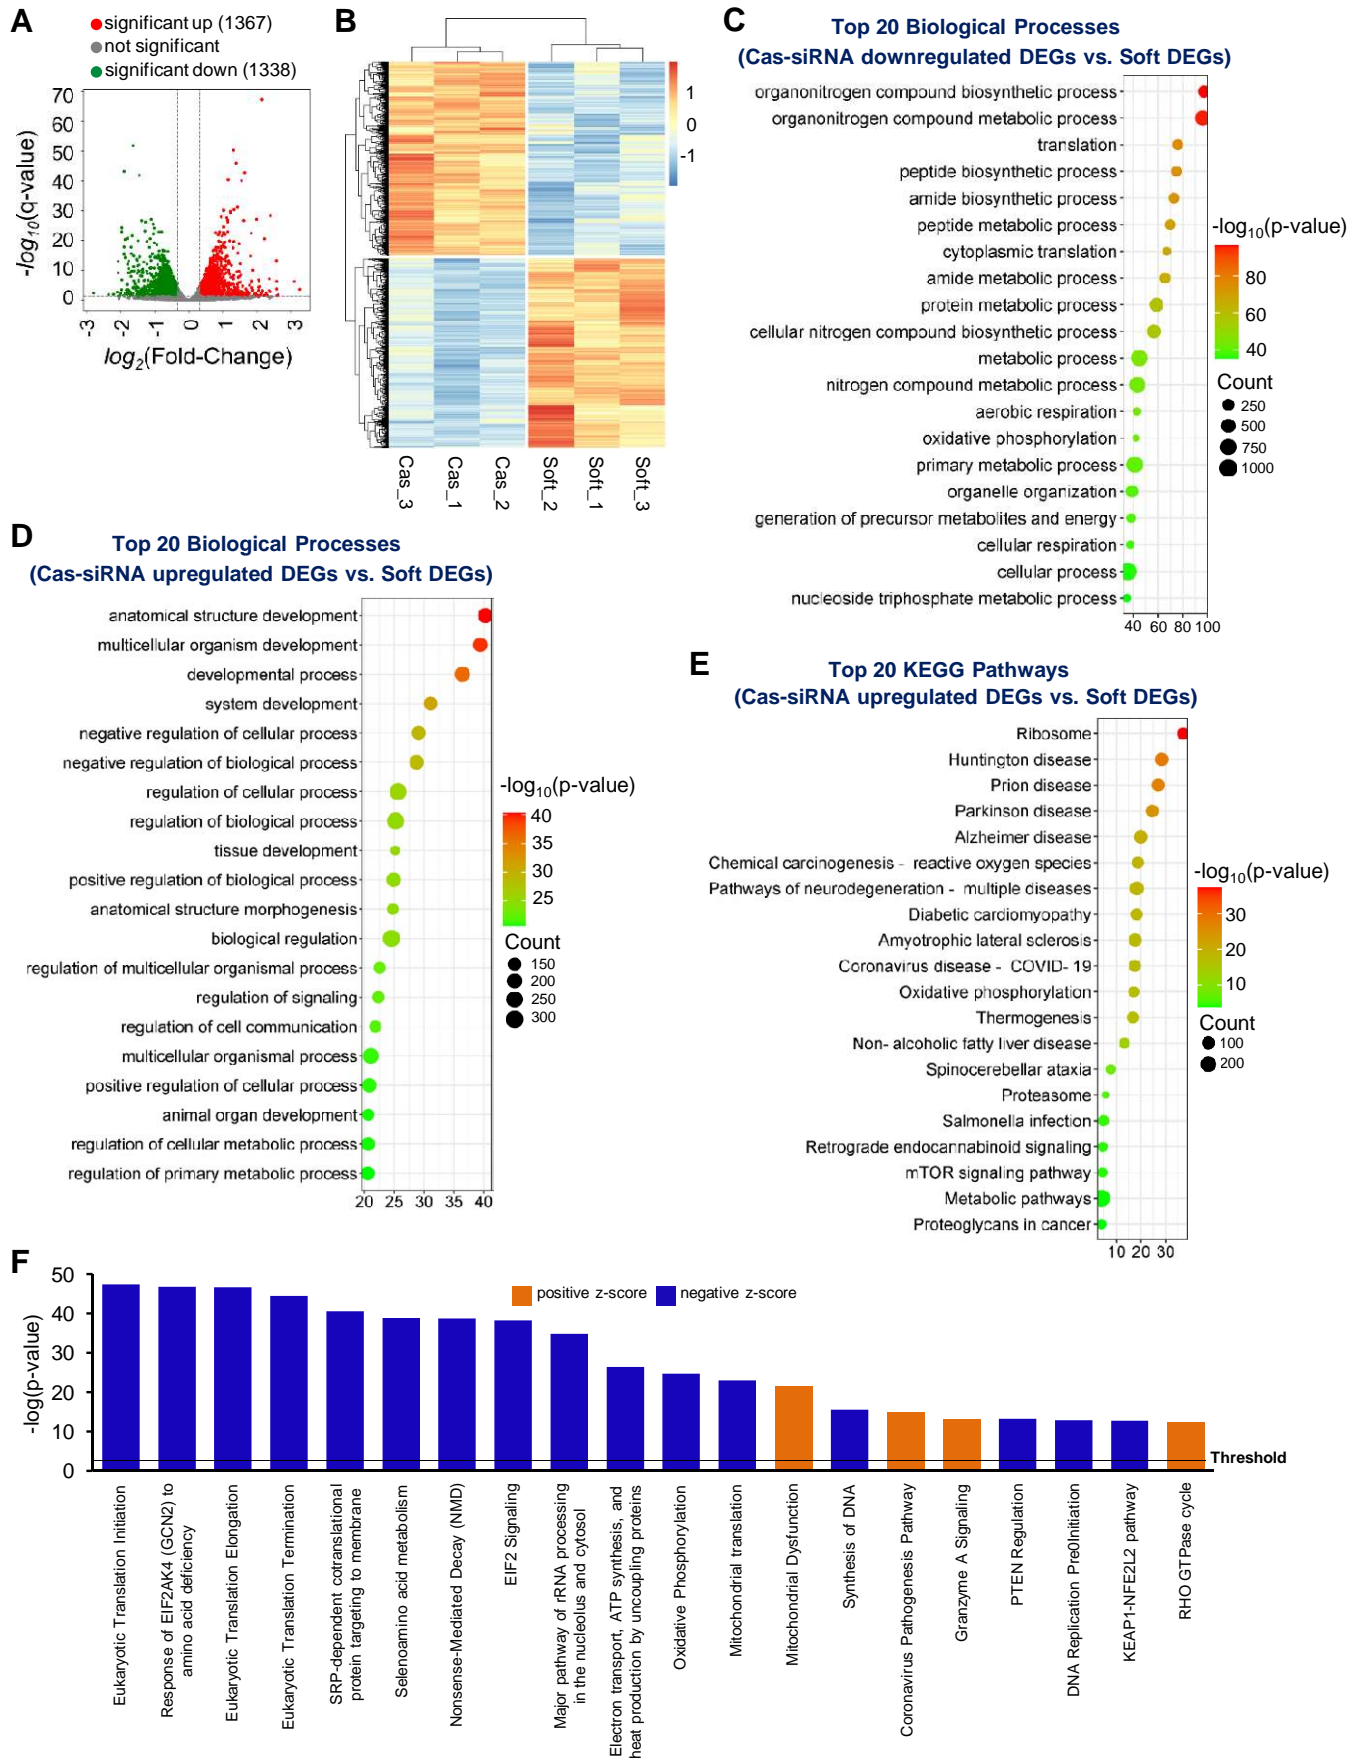 A
significant up (1367)
not significant
significant down (1338)
70
60
50
40
30
20
10
0
-log10(q-value)
-3
-2
-1
0
1
2
3
log2(Fold-Change)
B
1
0
-1
Cas_3
Cas_1
Cas_2
Soft_2
Soft_1
Soft_3
C
Top 20 Biological Processes
(Cas-siRNA downregulated DEGs vs. Soft DEGs)
organonitrogen compound biosynthetic process
organonitrogen compound metabolic process
translation
peptide biosynthetic process
amide biosynthetic process
peptide metabolic process
cytoplasmic translation
amide metabolic process
protein metabolic process
cellular nitrogen compound biosynthetic process
metabolic process
nitrogen compound metabolic process
aerobic respiration
oxidative phosphorylation
primary metabolic process
organelle organization
generation of precursor metabolites and energy
cellular respiration
cellular process
nucleoside triphosphate metabolic process
40 60 80 100
-log10(p-value)
80
60
40
Count
250
500
750
1000
D
Top 20 Biological Processes
(Cas-siRNA upregulated DEGs vs. Soft DEGs)
anatomical structure development
multicellular organism development
developmental process
system development
negative regulation of cellular process
negative regulation of biological process
regulation of cellular process
regulation of biological process
tissue development
positive regulation of biological process
anatomical structure morphogenesis
biological regulation
regulation of multicellular organismal process
regulation of signaling
regulation of cell communication
multicellular organismal process
positive regulation of cellular process
animal organ development
regulation of cellular metabolic process
regulation of primary metabolic process
20 25 30 35 40
-log10(p-value)
40
35
30
25
Count
150
200
250
300
E
Top 20 KEGG Pathways
(Cas-siRNA upregulated DEGs vs. Soft DEGs)
Ribosome
Huntington disease
Prion disease
Parkinson disease
Alzheimer disease
Chemical carcinogenesis - reactive oxygen species
Pathways of neurodegeneration - multiple diseases
Diabetic cardiomyopathy
Amyotrophic lateral sclerosis
Coronavirus disease - COVID- 19
Oxidative phosphorylation
Thermogenesis
Non- alcoholic fatty liver disease
Spinocerebellar ataxia
Proteasome
Salmonella infection
Retrograde endocannabinoid signaling
mTOR signaling pathway
Metabolic pathways
Proteoglycans in cancer
10 20 30
-log10(p-value)
30
20
10
Count
100
200
F
50
40
30
20
10
0
-log(p-value)
positive z-score
negative z-score
Threshold
Eukaryotic Translation Initiation
Response of EIF2AK4 (GCN2) to
amino acid deficiency
Eukaryotic Translation Elongation
Eukaryotic Translation Termination
SRP-dependent cotranslational
protein targeting to membrane
Selenoamino acid metabolism
Nonsense-Mediated Decay (NMD)
EIF2 Signaling
Major pathway of rRNA processing
in the nucleolus and cytosol
Electron transport, ATP synthesis, and
heat production by uncoupling proteins
Oxidative Phosphorylation
Mitochondrial translation
Mitochondrial Dysfunction
Synthesis of DNA
Coronavirus Pathogenesis Pathway
Granzyme A Signaling
PTEN Regulation
DNA Replication Pre0Initiation
KEAP1-NFE2L2 pathway
RHO GTPase cycle